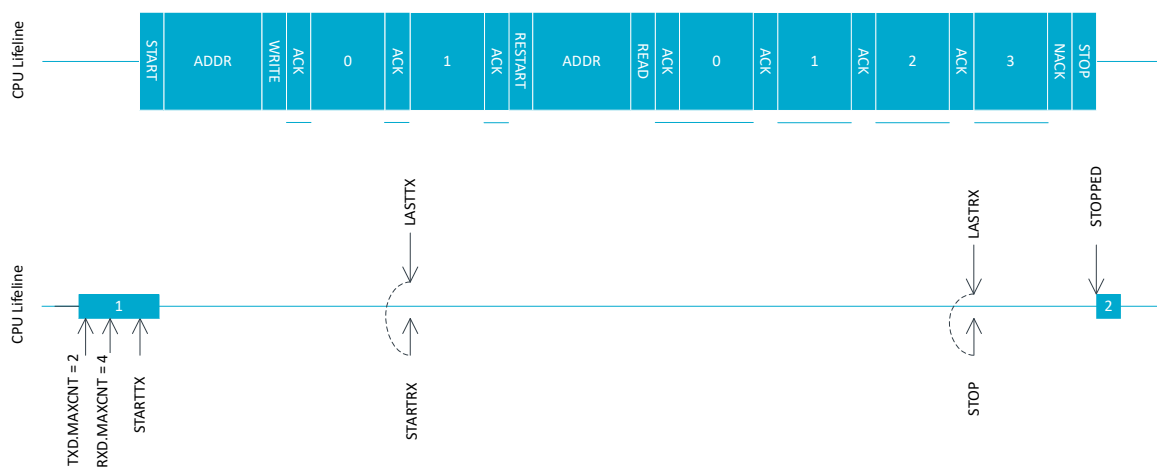 CPU Lifeline
START
ADDR
WRITE
ACK
0
ACK
1
ACK
RESTART
ADDR
READ
ACK
0
ACK
1
ACK
2
ACK
3
NACK
STOP
CPU Lifeline
LASTTX
LASTRX
STOPPED
1
2
TXD.MAXCNT = 2
RXD.MAXCNT = 4
STARTTX
STARTRX
STOP